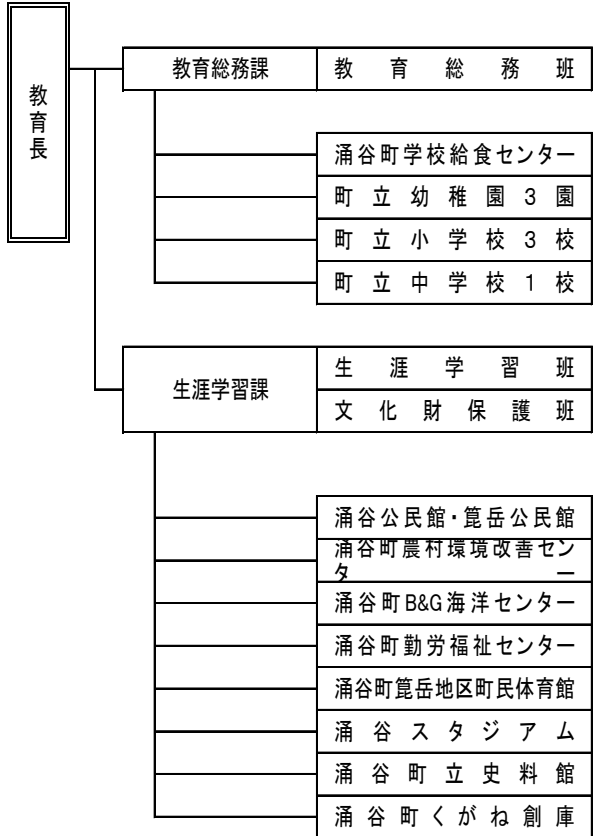 教育長
教育総務課
教育総務班
涌谷町学校給食センター
町立幼稚園3園
町立小学校3校
町立中学校1校
生涯学習課
生涯学習班
文化財保護班
涌谷公民館・箟岳公民館
涌谷町農村環境改善セン
ター
涌谷町B&G海洋センター
涌谷町勤労福祉センター
涌谷町箟岳地区町民体育館
涌谷スタジアム
涌谷町立史料館
涌谷町くがね創庫